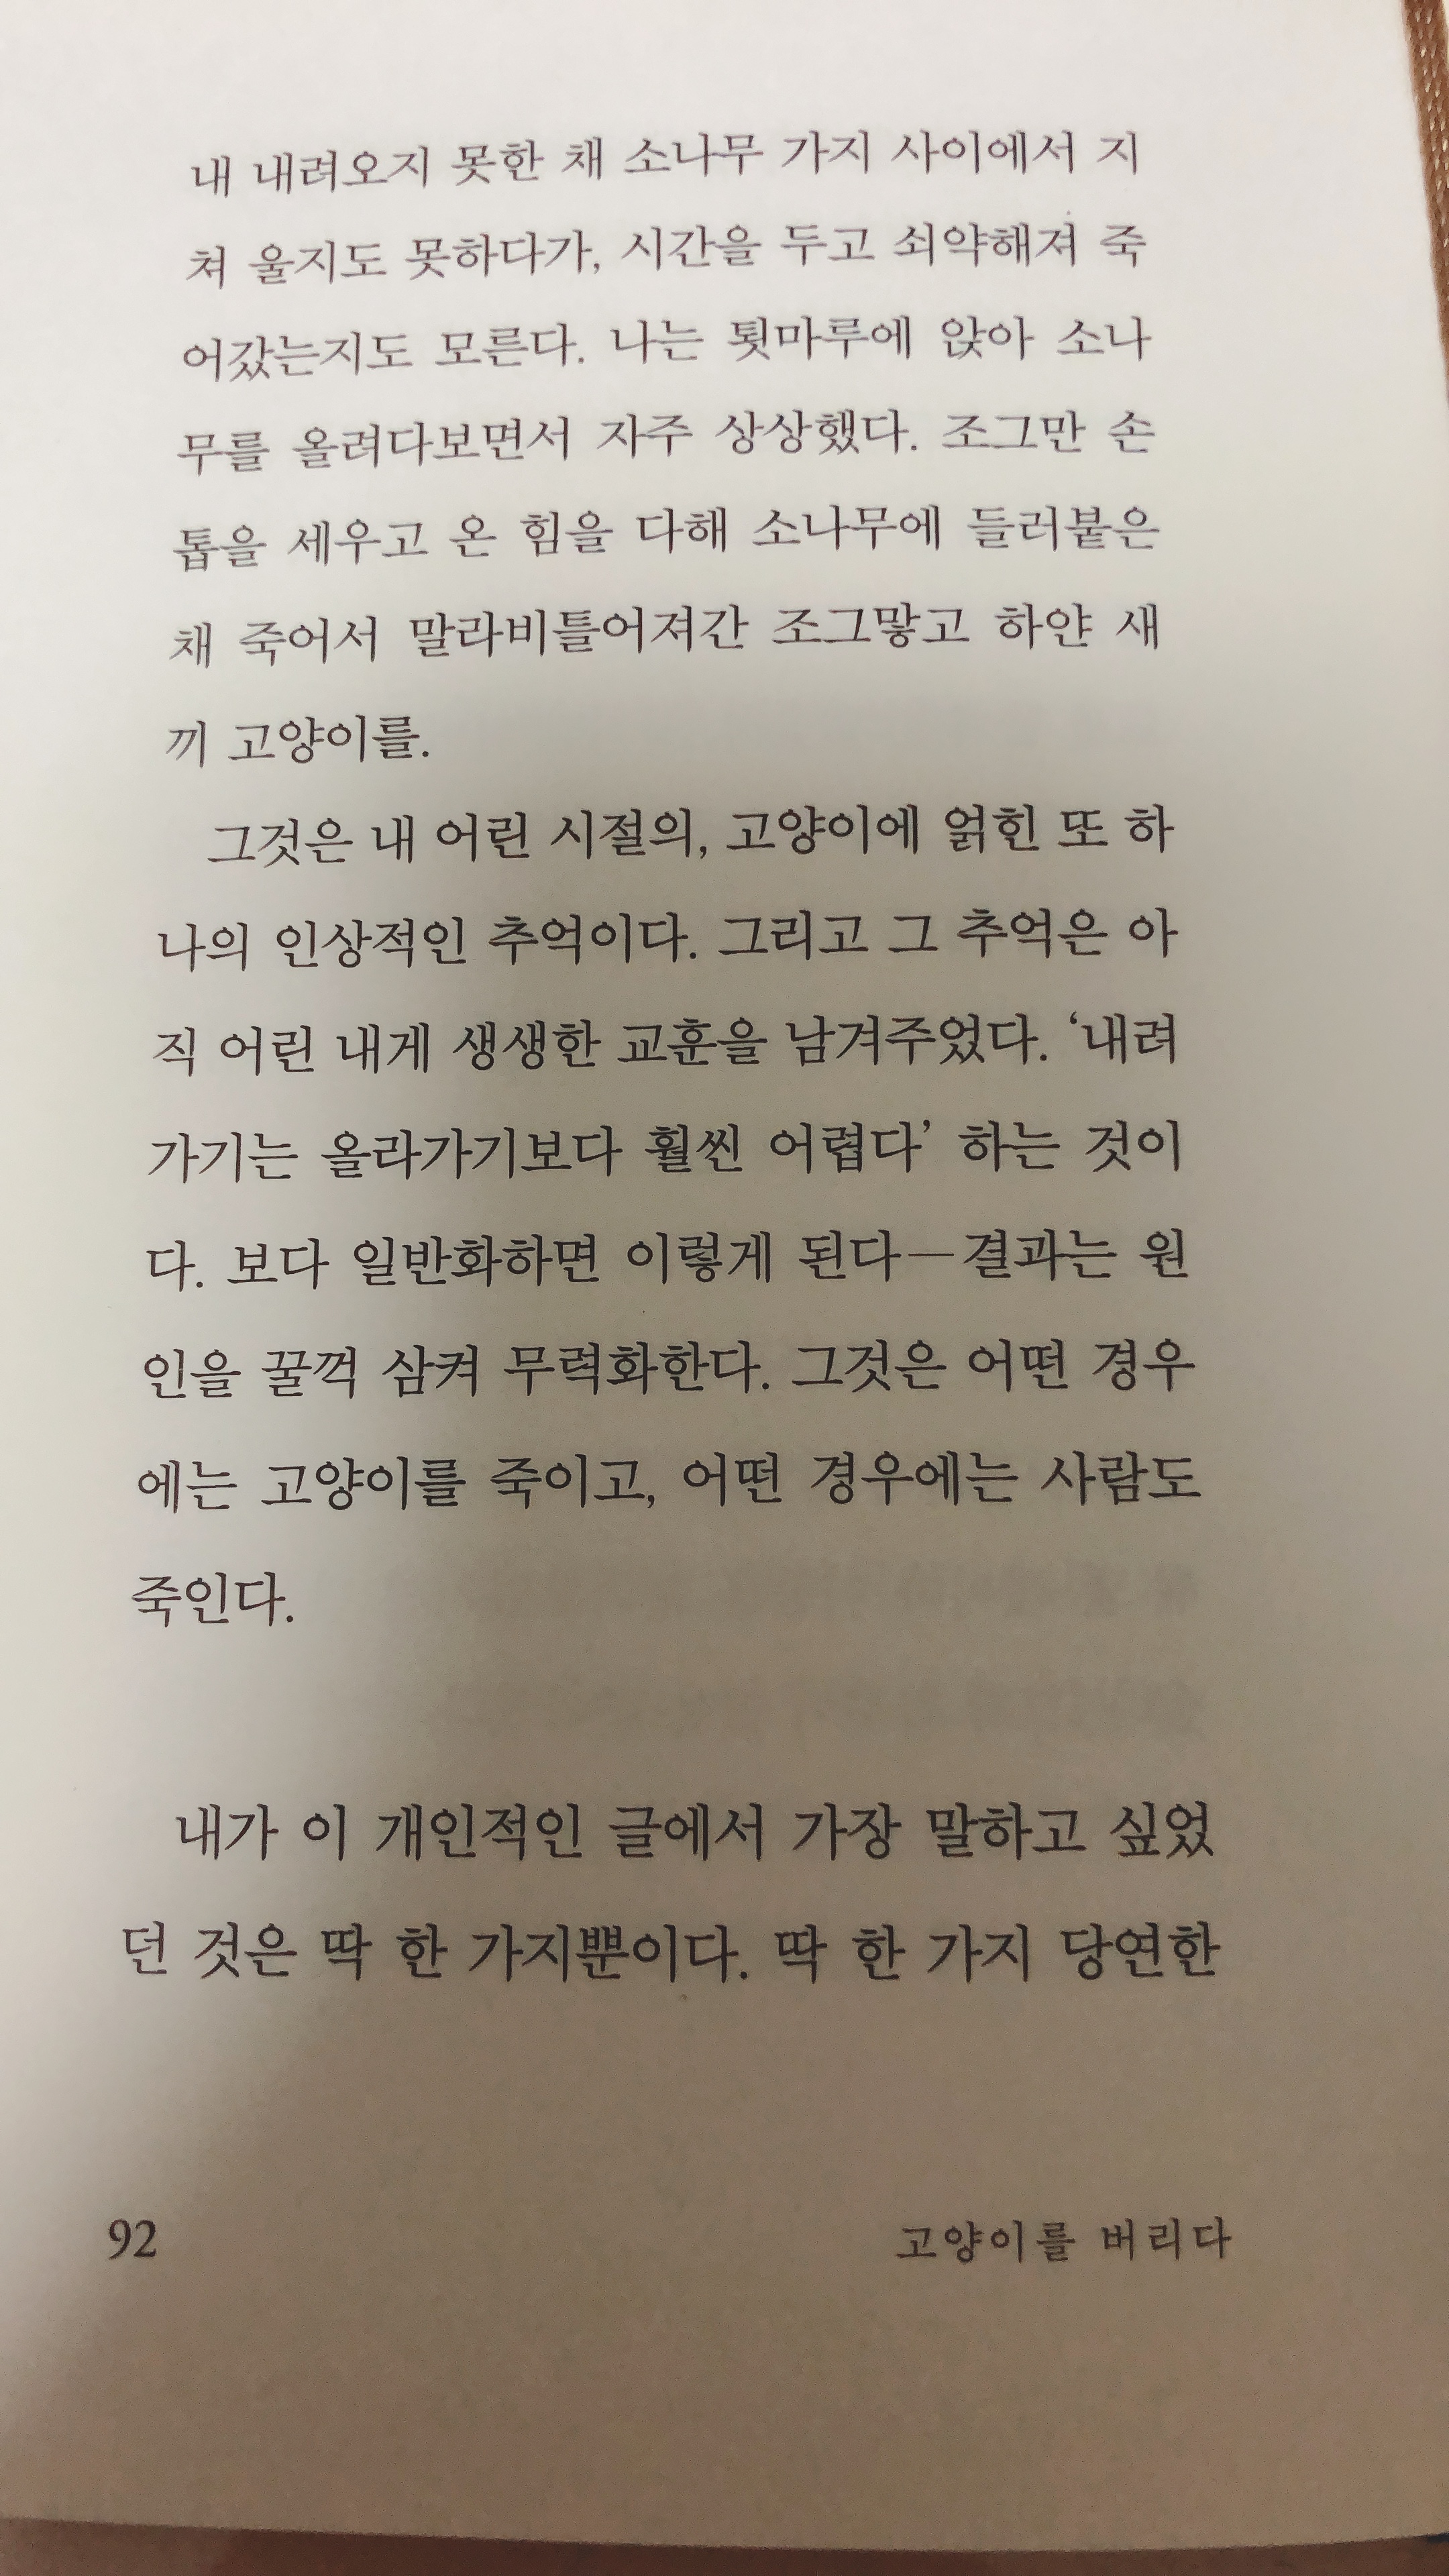 내 내려오지 못한 채 소나무 가지 사이에서 지
쳐 울지도 못하다가, 시간을 두고 쇠약해져 죽
어갔는지도 모른다. 나는 툇마루에 앉아 소나
무를 올려다보면서 자주 상상했다. 조그만 손
톱을 세우고 온 힘을 다해 소나무에 들러붙은
채 죽어서 말라비틀어져간 조그맣고 하얀 새
끼 고양이를.
그것은 내 어린 시절의, 고양이에 얽힌 또 하
나의 인상적인 추억이다. 그리고 그 추억은 아
직 어린 내게 생생한 교훈을 남겨주었다. ‘내려
가기는 올라가기보다 훨씬 어렵다’ 하는 것이
다. 보다 일반화하면 이렇게 된다—결과는 원
인을 꿀꺽 삼켜 무력화한다. 그것은 어떤 경우
에는 고양이를 죽이고, 어떤 경우에는 사람도
죽인다.
내가 이 개인적인 글에서 가장 말하고 싶었
던 것은 딱 한 가지뿐이다. 딱 한 가지 당연한
92 고양이를 버리다